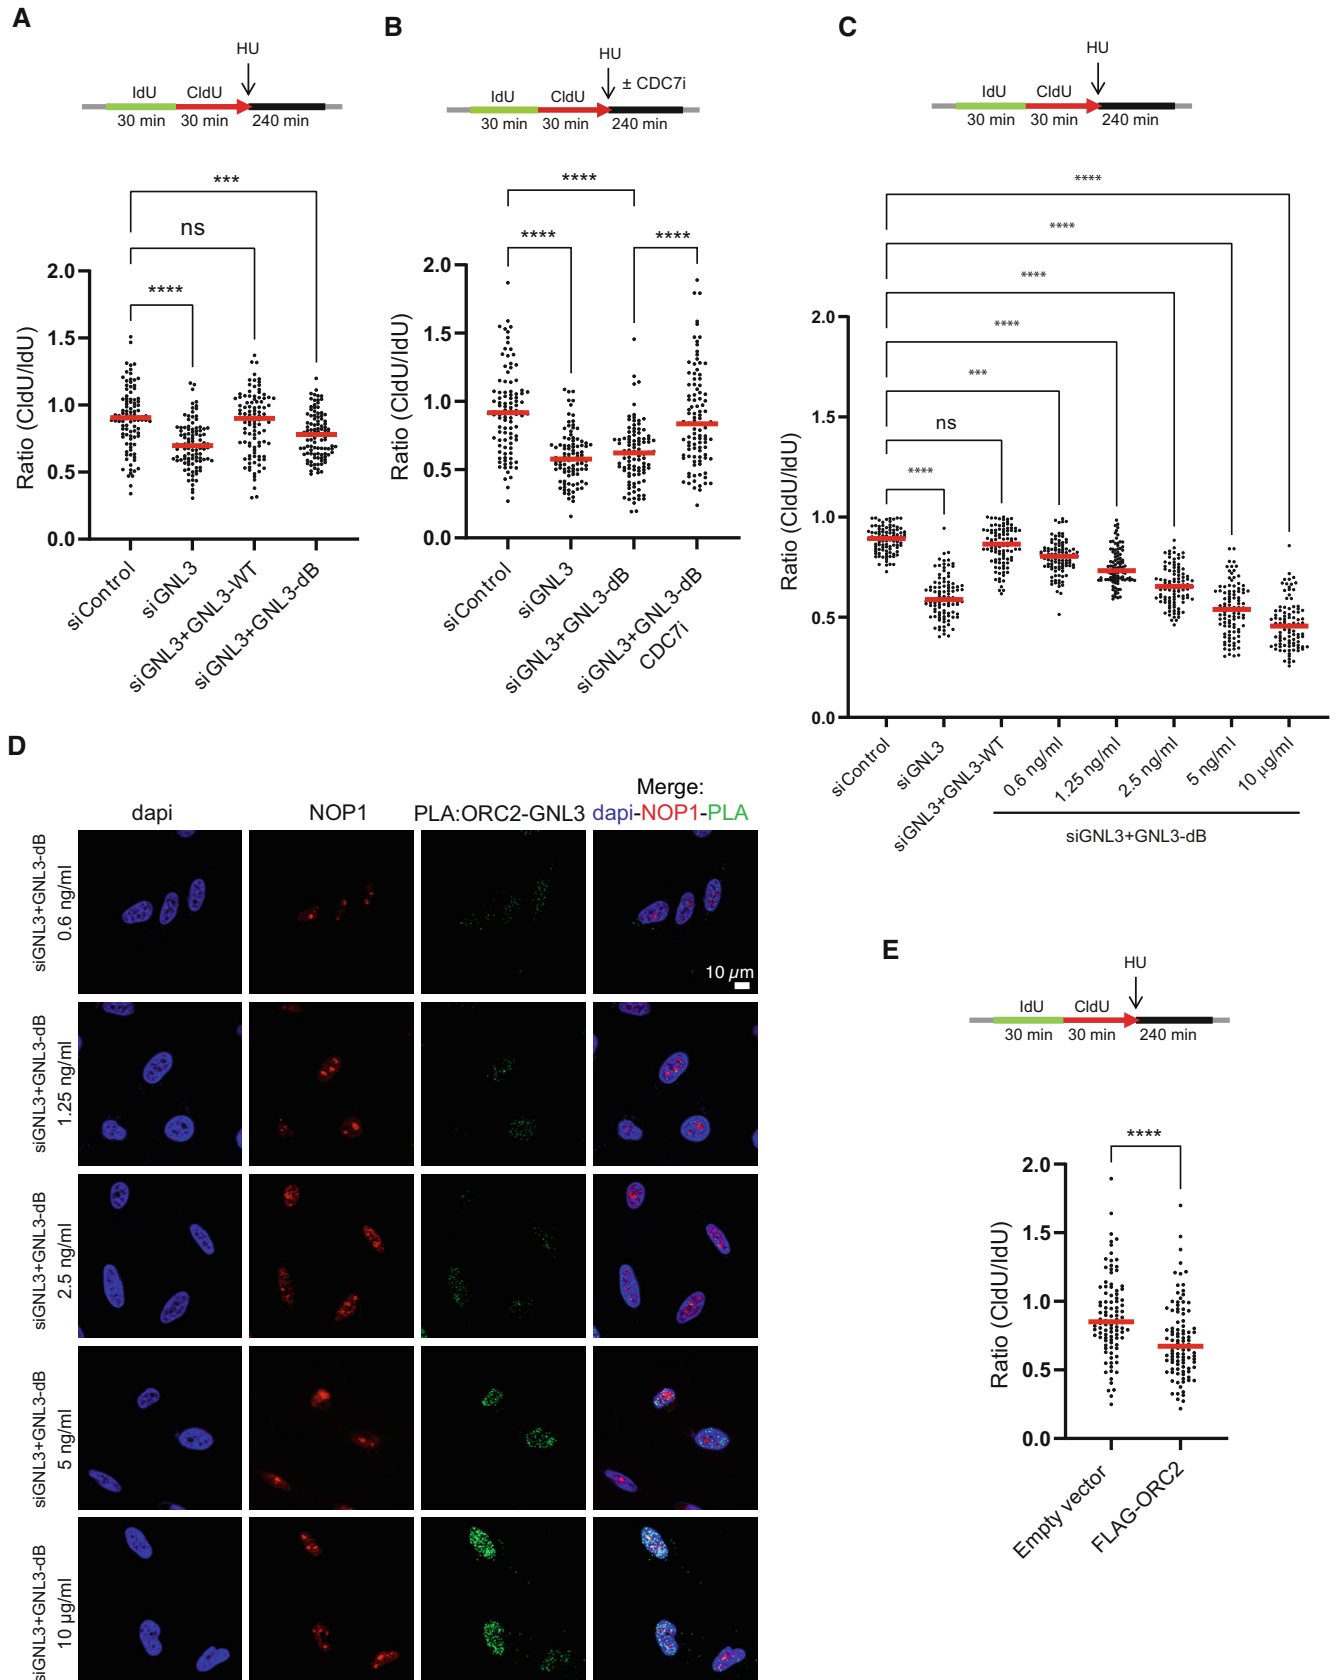 A
HU
IdU
CldU
30 min
30 min
240 min
***
ns
****
2.0
1.5
1.0
0.5
0.0
Ratio (CldU/IdU)
siControl
siGNL3
siGNL3+GNL3-WT
siGNL3+GNL3-dB
B
HU
± CDC7i
IdU
CldU
30 min
30 min
240 min
****
****
****
2.0
1.5
1.0
0.5
0.0
Ratio (CldU/IdU)
siControl
siGNL3
siGNL3+GNL3-dB
siGNL3+GNL3-dB
CDC7i
C
HU
IdU
CldU
30 min
30 min
240 min
****
****
****
****
***
ns
****
2.0
1.5
1.0
0.5
0.0
Ratio (CldU/IdU)
siControl
siGNL3
siGNL3+GNL3-WT
0.6 ng/ml
1.25 ng/ml
2.5 ng/ml
5 ng/ml
10 µg/ml
siGNL3+GNL3-dB
D
dapi
NOP1
PLA:ORC2-GNL3
Merge:
dapi-NOP1-PLA
siGNL3+GNL3-dB
0.6 ng/ml
10 µm
siGNL3+GNL3-dB
1.25 ng/ml
siGNL3+GNL3-dB
2.5 ng/ml
siGNL3+GNL3-dB
5 ng/ml
siGNL3+GNL3-dB
10 µg/ml
E
HU
IdU
CldU
30 min
30 min
240 min
****
2.0
1.5
1.0
0.5
0.0
Ratio (CldU/IdU)
Empty vector
FLAG-ORC2